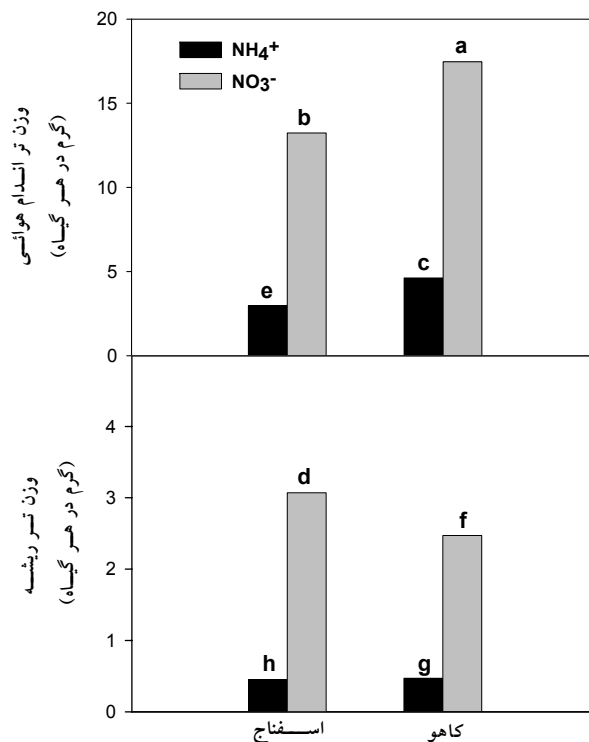 20
15
10
5
0
NH₄⁺
NO₃⁻
b
a
e
c
وزن تر اندام هوائی
(گرم در هر گیاه)
4
3
2
1
0
d
f
h
g
وزن تر ریشه
(گرم در هر گیاه)
اسفناج
کاهو